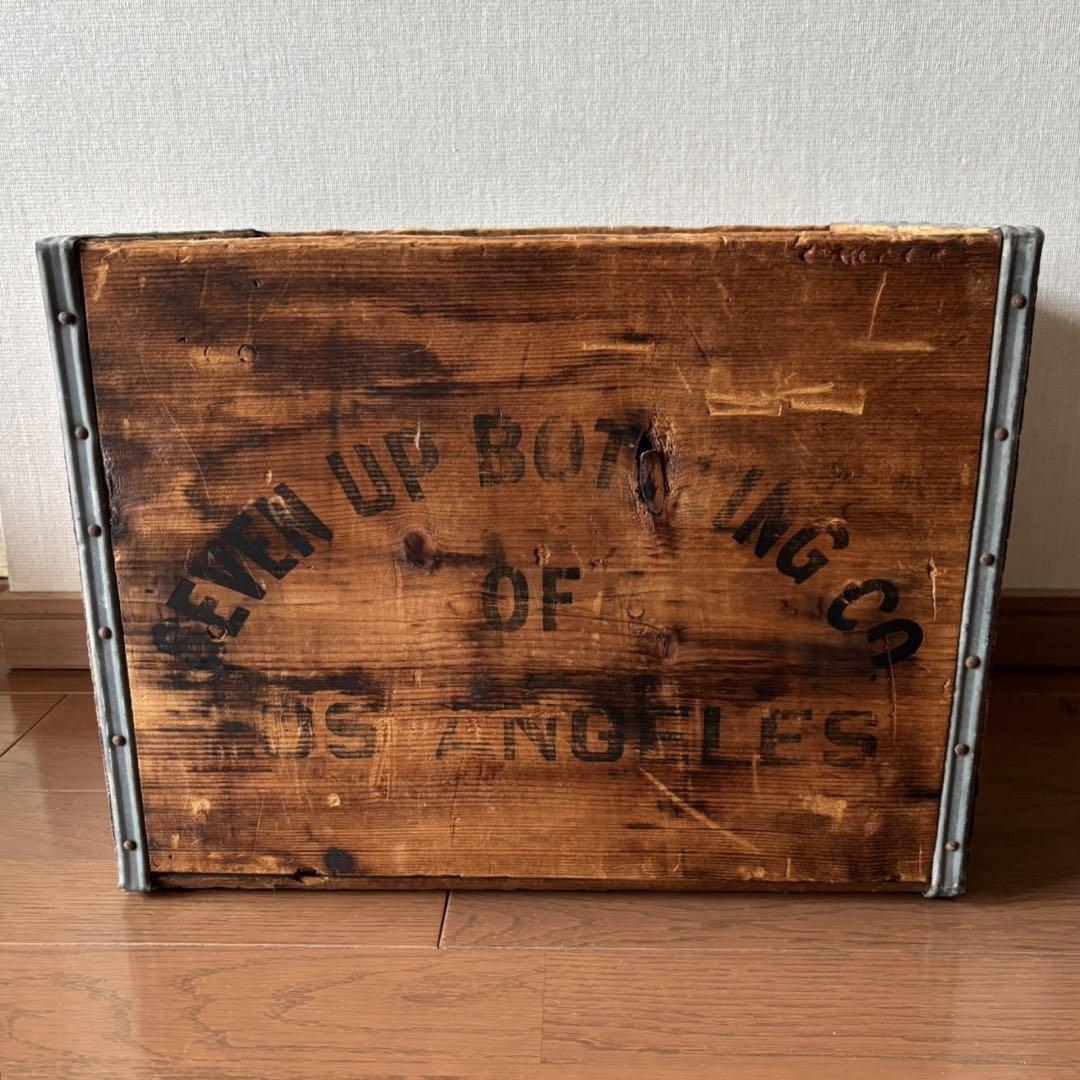 SEVEN UP BOTTLING CO.
OF
LOS ANGELES